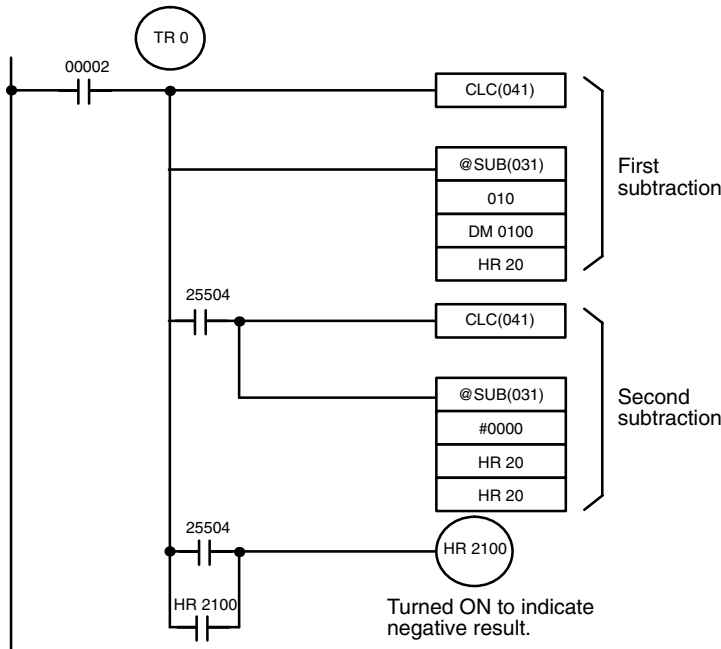 TR 0
00002
CLC(041)
@SUB(031)
010
DM 0100
HR 20
First
subtraction
25504
CLC(041)
@SUB(031)
#0000
HR 20
HR 20
Second
subtraction
25504
HR 2100
HR 2100
Turned ON to indicate
negative result.